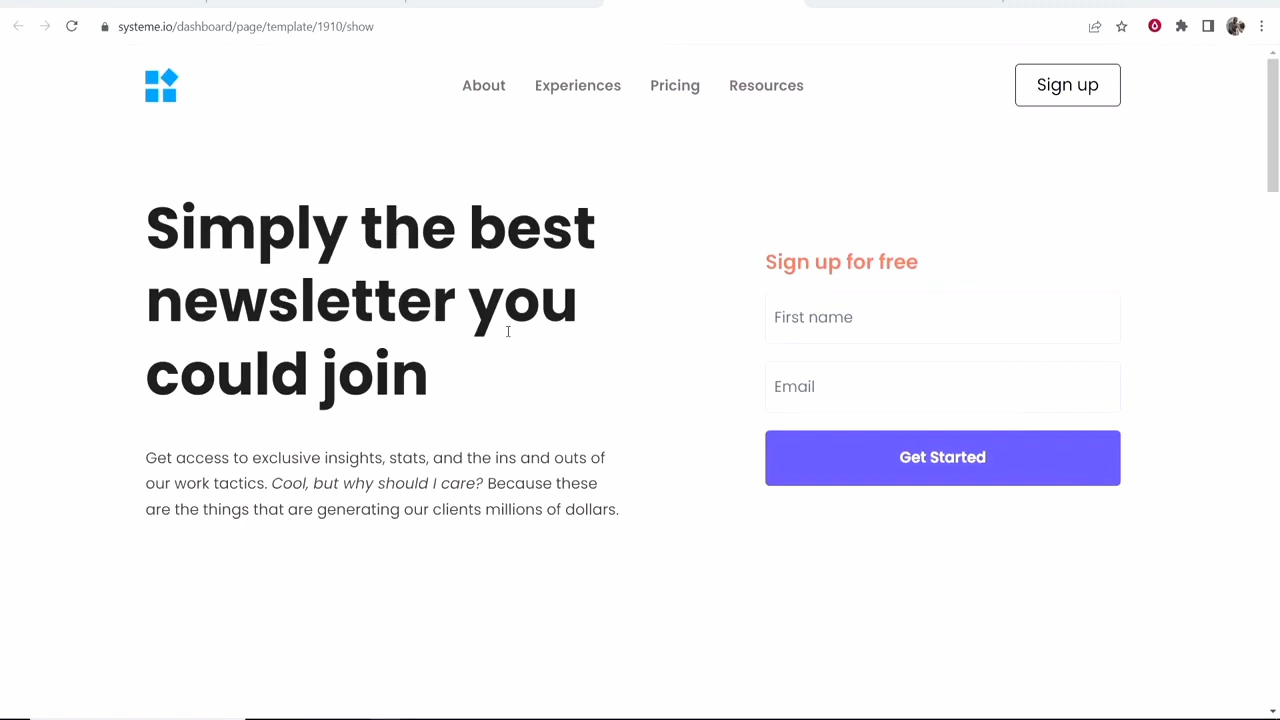 systeme.io/dashboard/page/template/1910/show
About Experiences Pricing Resources Sign up
Simply the best
newsletter you
could join
Get access to exclusive insights, stats, and the ins and outs of
our work tactics. Cool, but why should I care? Because these
are the things that are generating our clients millions of dollars.
Sign up for free
First name
Email
Get Started